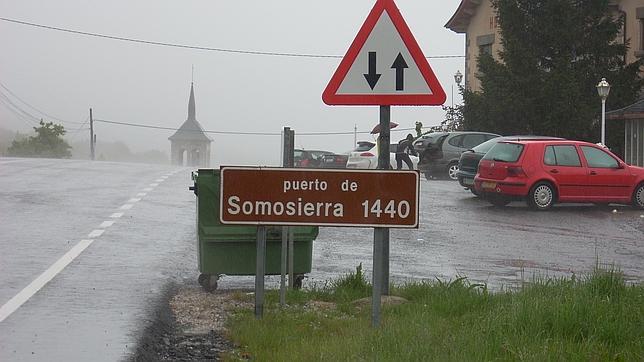 puerto de
Somosierra 1440